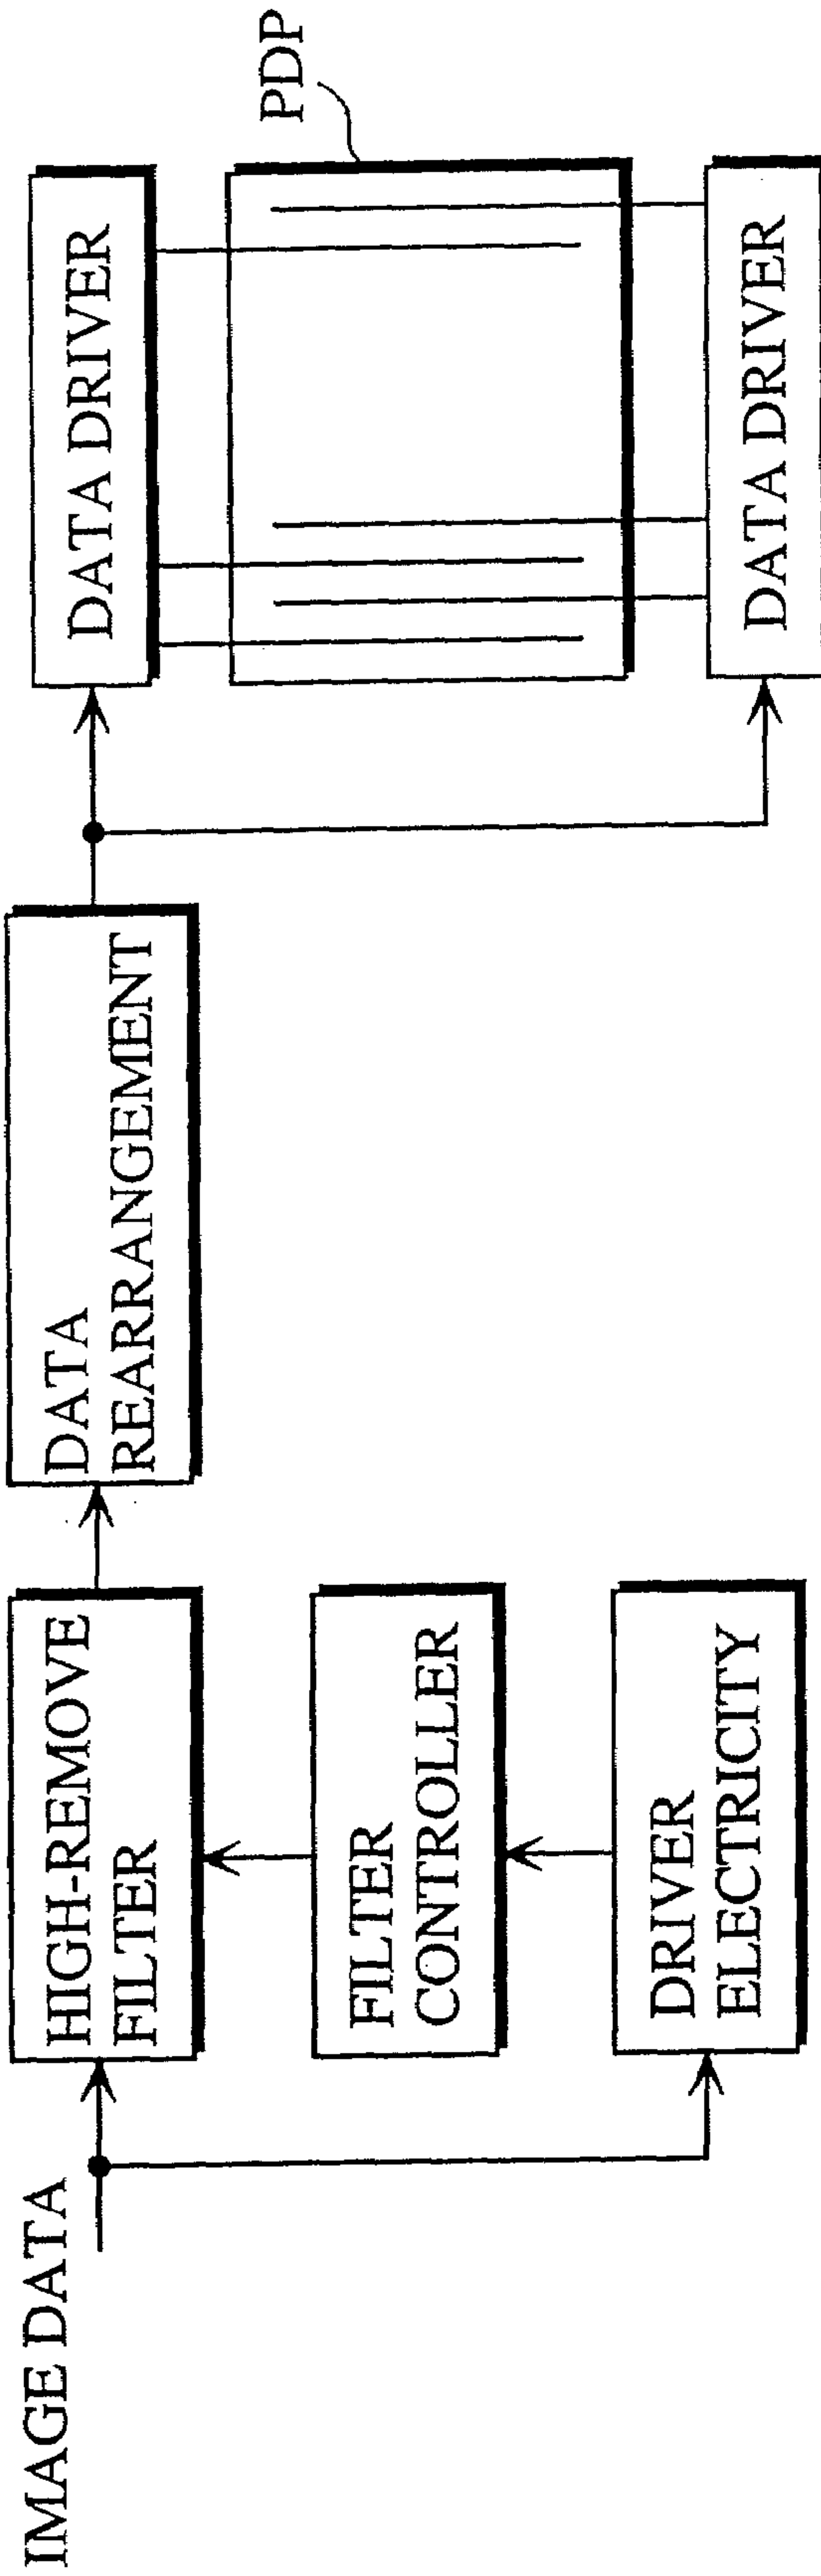 IMAGE DATA
HIGH-REMOVE
FILTER
FILTER
CONTROLLER
DRIVER
ELECTRICITY
DATA
REARRANGEMENT
DATA DRIVER
PDP
DATA DRIVER